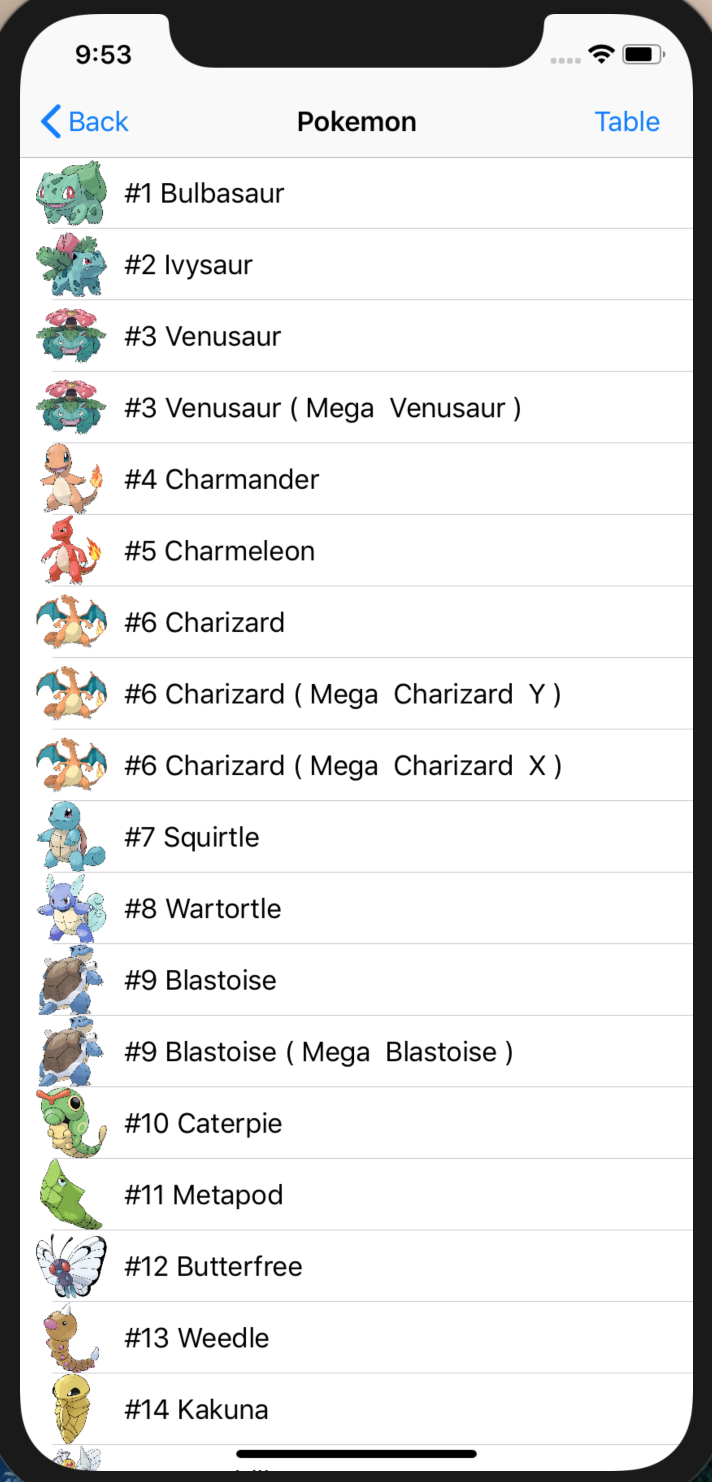 9:53
Back Pokemon Table
#1 Bulbasaur
#2 Ivysaur
#3 Venusaur
#3 Venusaur ( Mega  Venusaur )
#4 Charmander
#5 Charmeleon
#6 Charizard
#6 Charizard ( Mega  Charizard  Y )
#6 Charizard ( Mega  Charizard  X )
#7 Squirtle
#8 Wartortle
#9 Blastoise
#9 Blastoise ( Mega  Blastoise )
#10 Caterpie
#11 Metapod
#12 Butterfree
#13 Weedle
#14 Kakuna